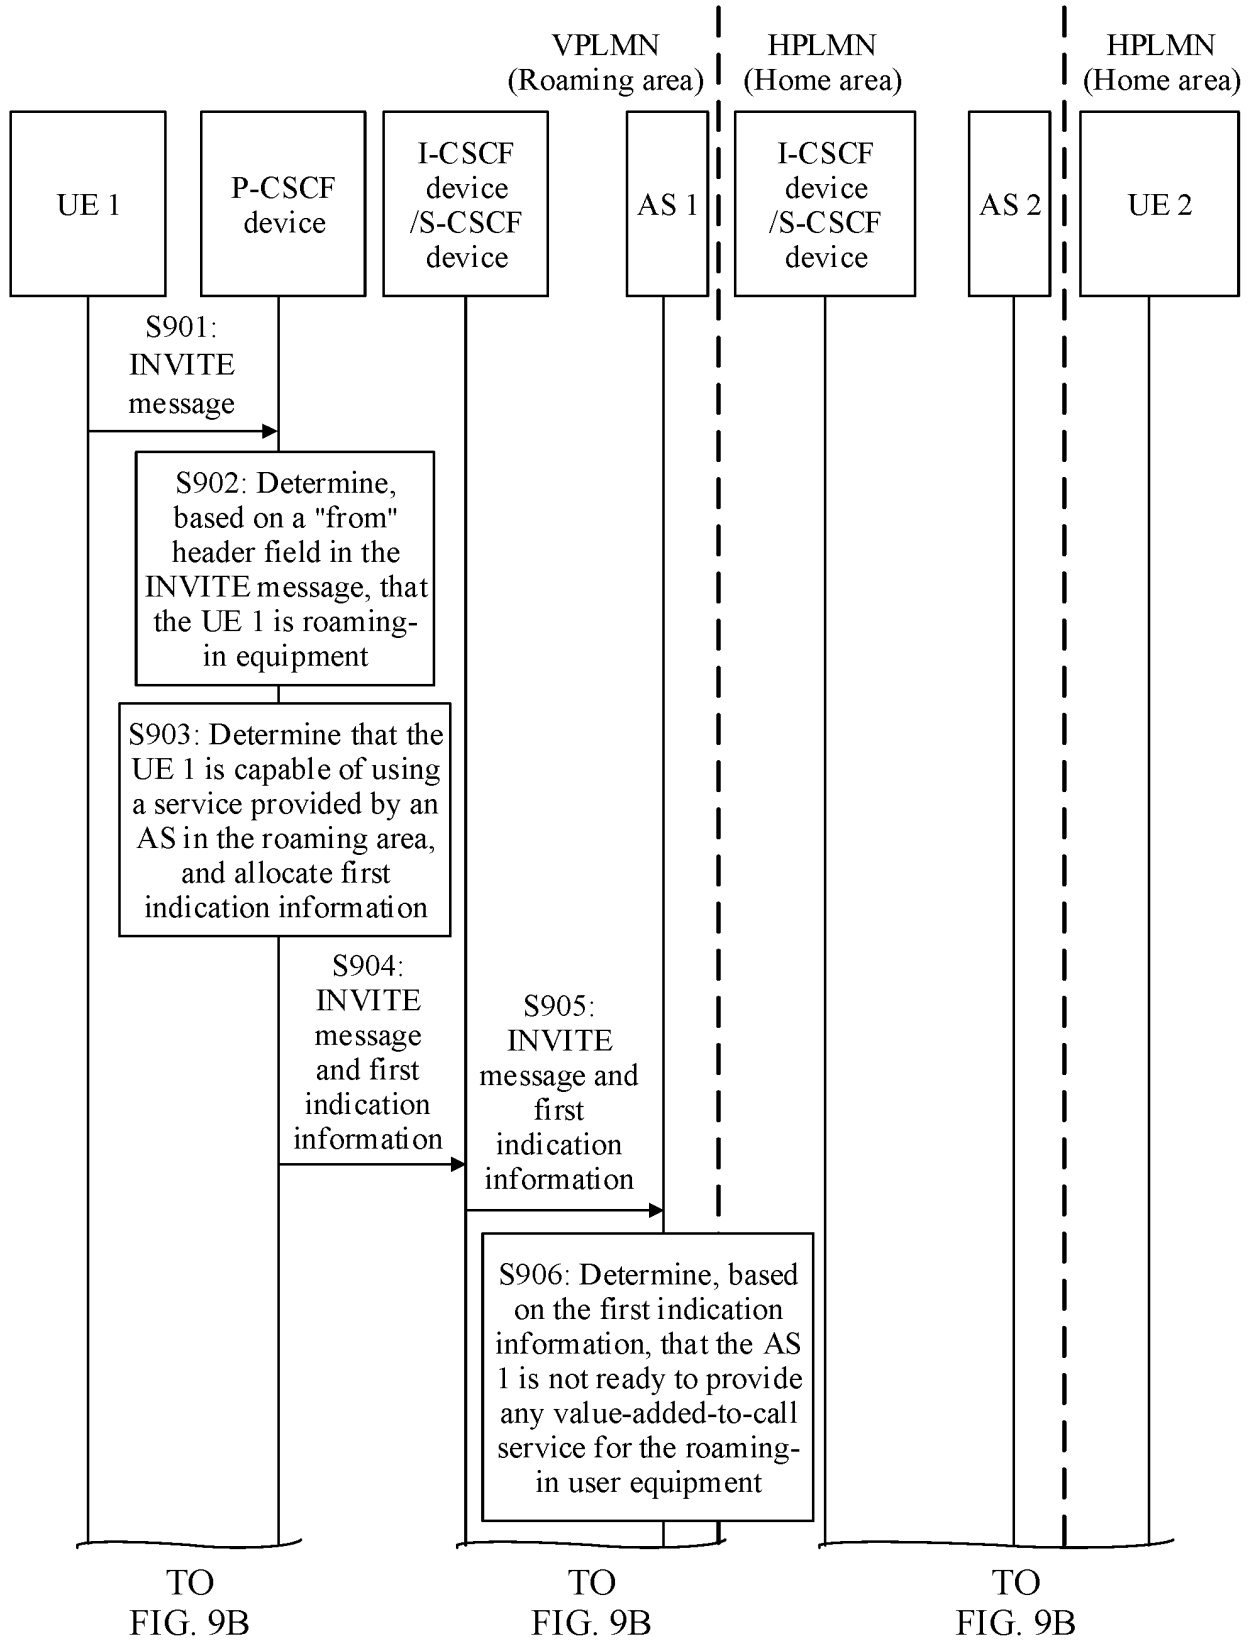 VPLMN
(Roaming area)
HPLMN
(Home area)
HPLMN
(Home area)
UE 1
P-CSCF
device
I-CSCF
device
/S-CSCF
device
AS 1
I-CSCF
device
/S-CSCF
device
AS 2
UE 2
S901:
INVITE
message
S902: Determine,
based on a "from"
header field in the
INVITE message, that
the UE 1 is roaming-
in equipment
S903: Determine that the
UE 1 is capable of using
a service provided by an
AS in the roaming area,
and allocate first
indication information
S904:
INVITE
message
and first
indication
information
S905:
INVITE
message and
first
indication
information
S906: Determine, based
on the first indication
information, that the AS
1 is not ready to provide
any value-added-to-call
service for the roaming-
in user equipment
TO
FIG. 9B
TO
FIG. 9B
TO
FIG. 9B